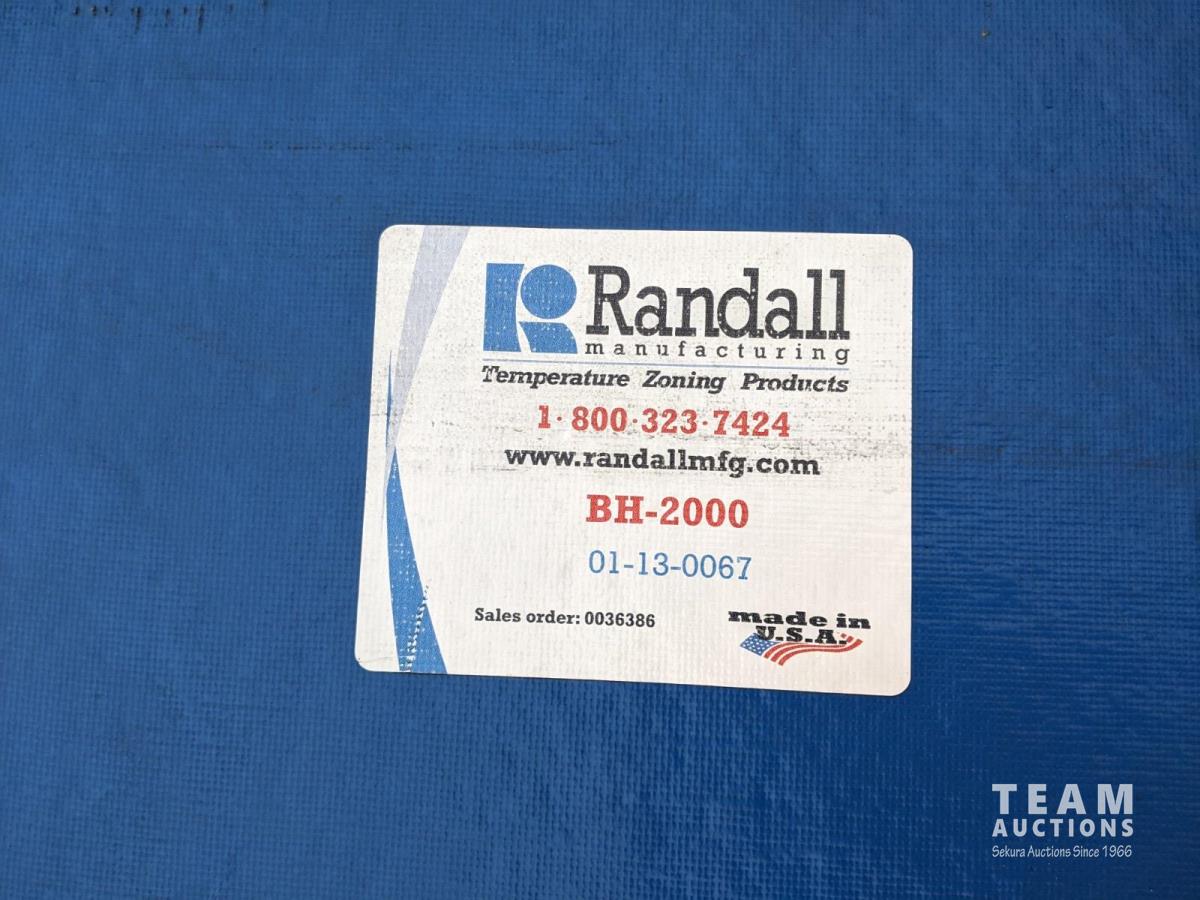 Randall
manufacturing
Temperature Zoning Products
1·800·323·7424
www.randallmfg.com
BH-2000
01-13-0067
Sales order: 0036386
made in
U.S.A.
TEAM
AUCTIONS
Sekura Auctions Since 1966